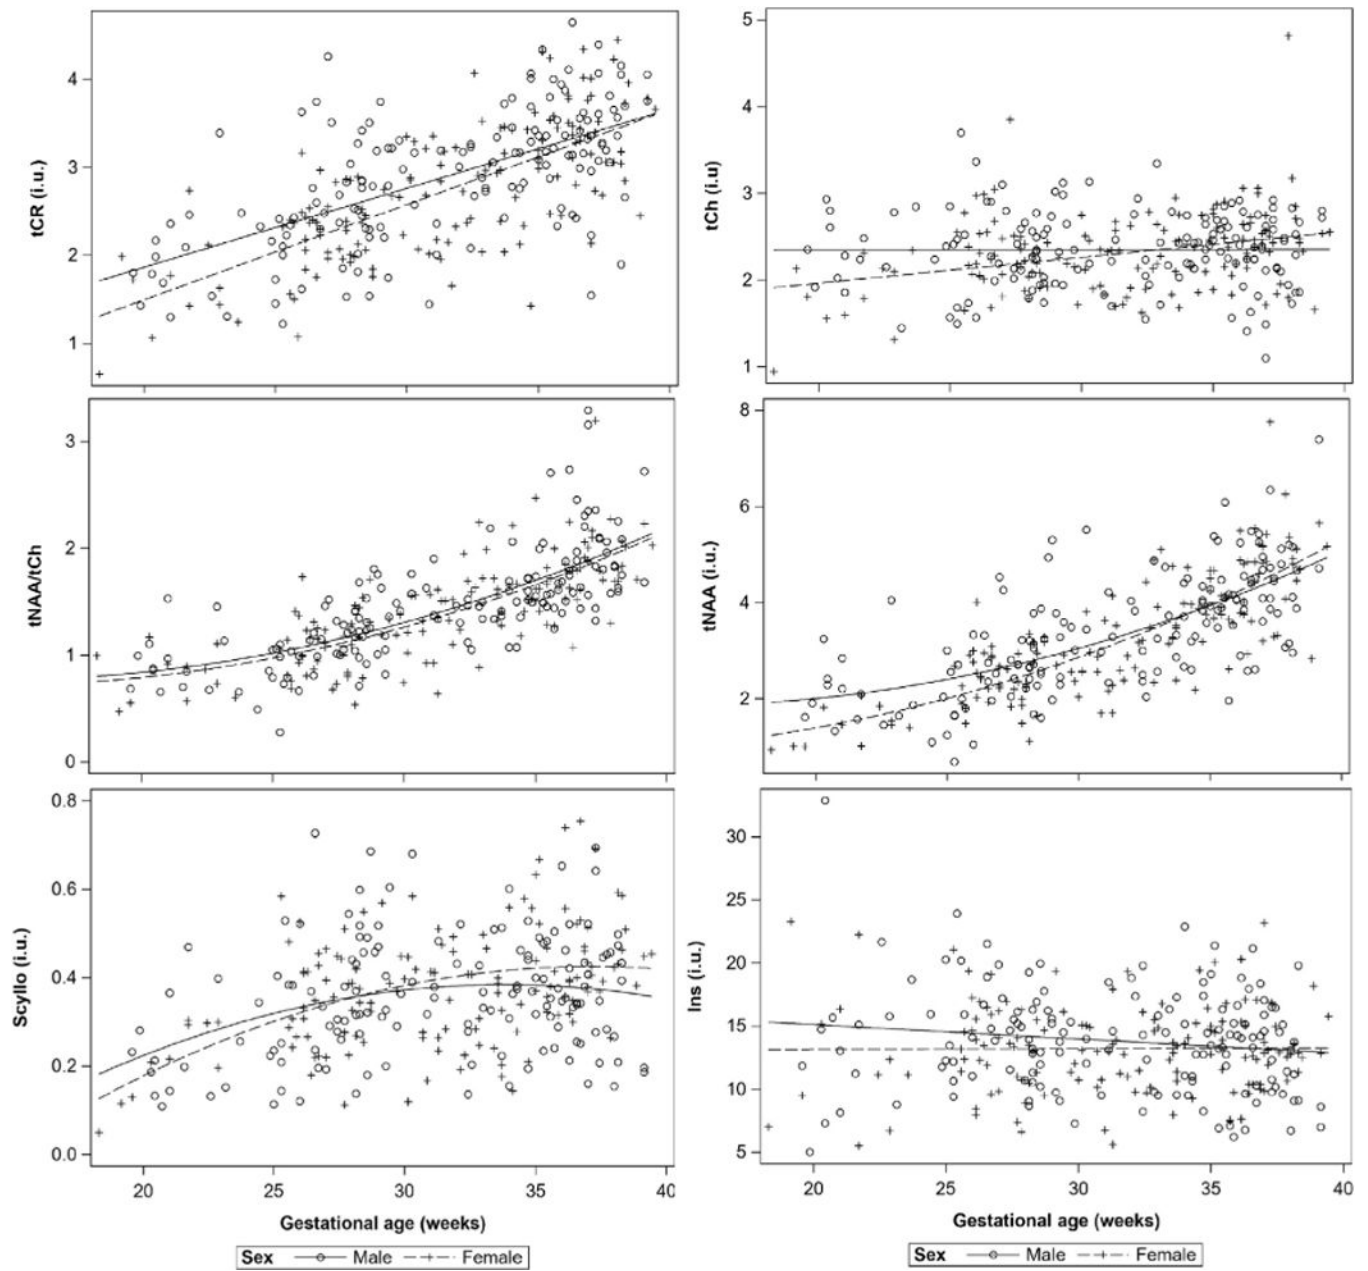 tCR (i.u.)
4
3
2
1
tCh (i.u)
5
4
3
2
1
tNAA/tCh
3
2
1
0
tNAA (i.u.)
8
6
4
2
Scyllo (i.u.)
0.8
0.6
0.4
0.2
0.0
20 25 30 35 40
Gestational age (weeks)
Sex Male Female
Ins (i.u.)
30
25
20
15
10
5
20 25 30 35 40
Gestational age (weeks)
Sex Male Female